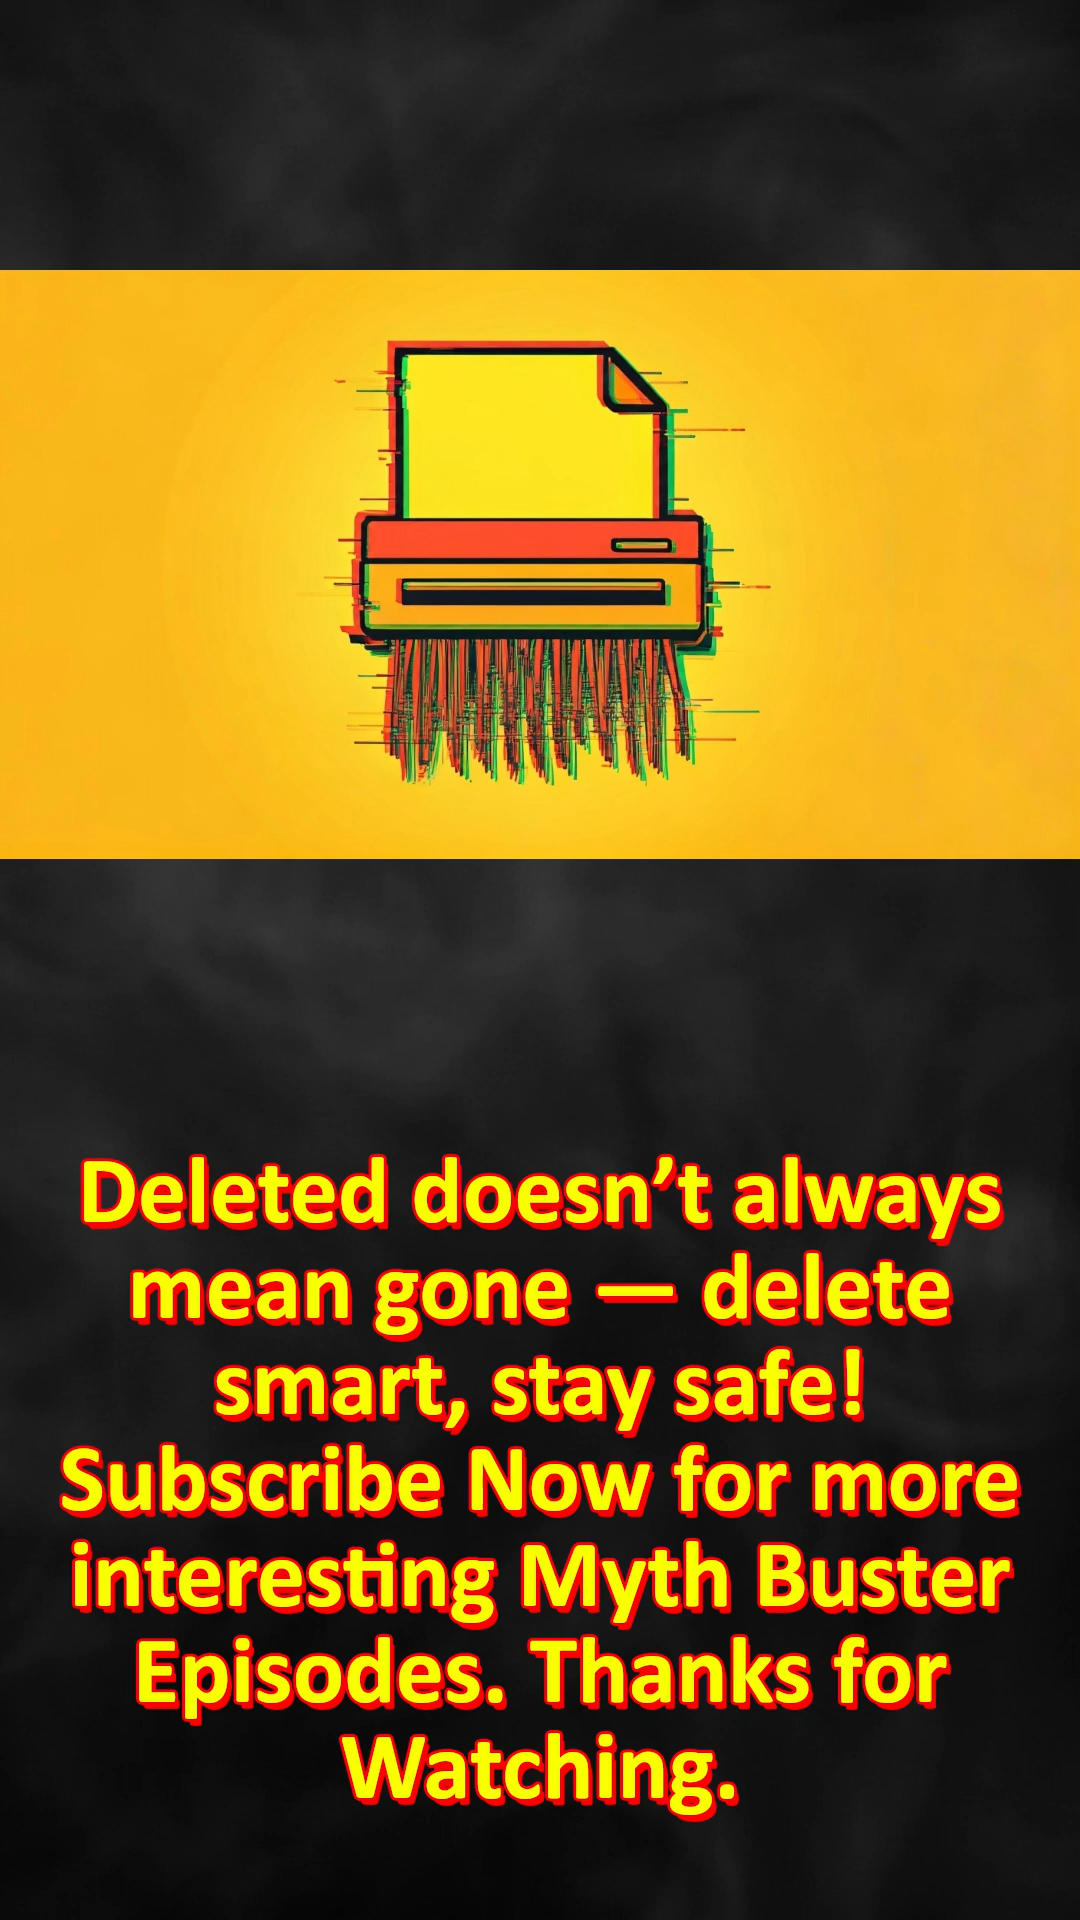 Deleted doesn’t always
mean gone — delete
smart, stay safe!
Subscribe Now for more
interesting Myth Buster
Episodes. Thanks for
Watching.